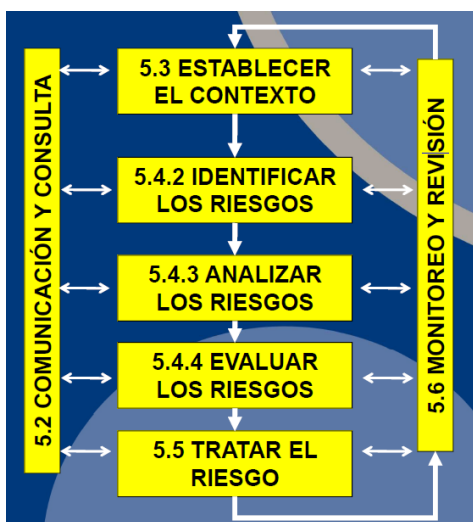 5.2 COMUNICACIÓN Y CONSULTA
5.3 ESTABLECER
EL CONTEXTO
5.4.2 IDENTIFICAR
LOS RIESGOS
5.4.3 ANALIZAR
LOS RIESGOS
5.4.4 EVALUAR
LOS RIESGOS
5.5 TRATAR EL
RIESGO
5.6 MONITOREO Y REVISIÓN